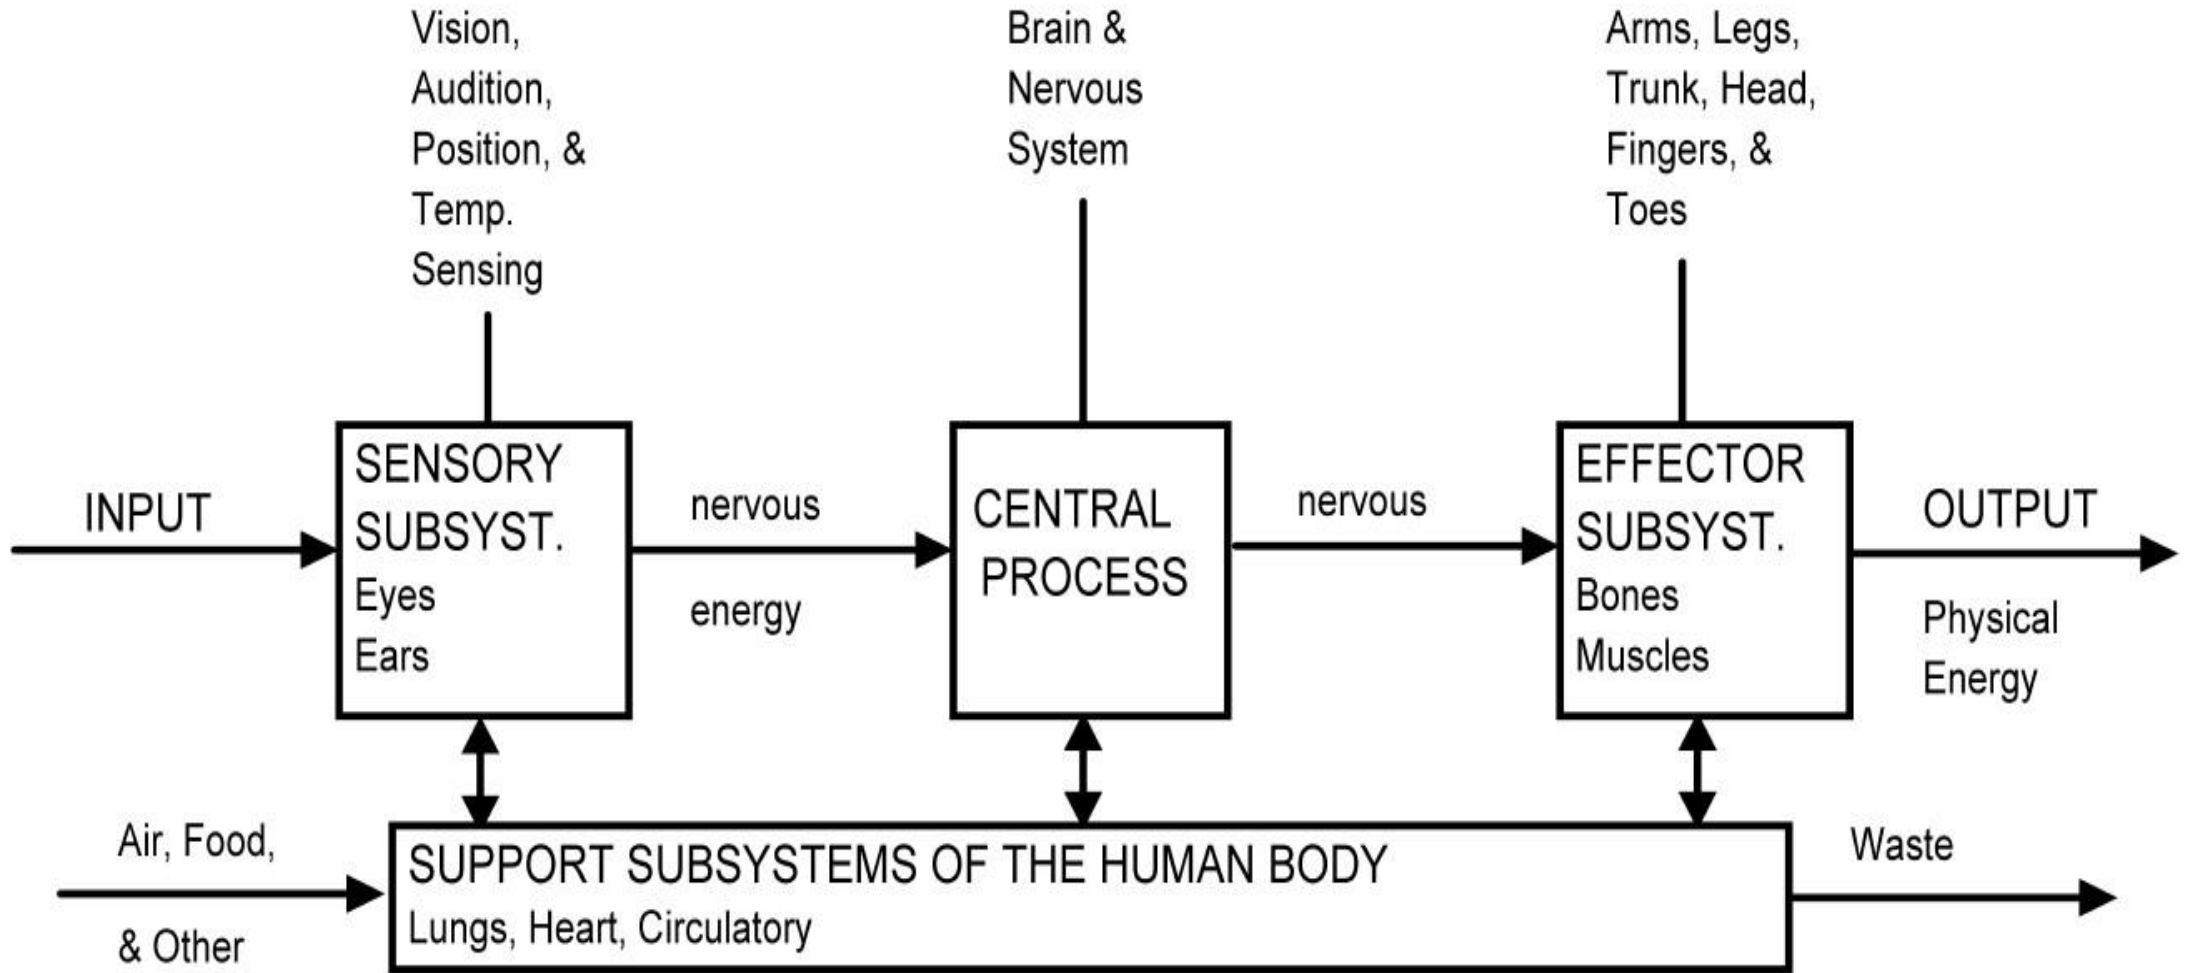 Vision,
Audition,
Position, &
Temp.
Sensing
Brain &
Nervous
System
Arms, Legs,
Trunk, Head,
Fingers, &
Toes
INPUT
SENSORY
SUBSYST.
Eyes
Ears
nervous
energy
CENTRAL
PROCESS
nervous
EFFECTOR
SUBSYST.
Bones
Muscles
OUTPUT
Physical
Energy
Air, Food,
& Other
SUPPORT SUBSYSTEMS OF THE HUMAN BODY
Lungs, Heart, Circulatory
Waste